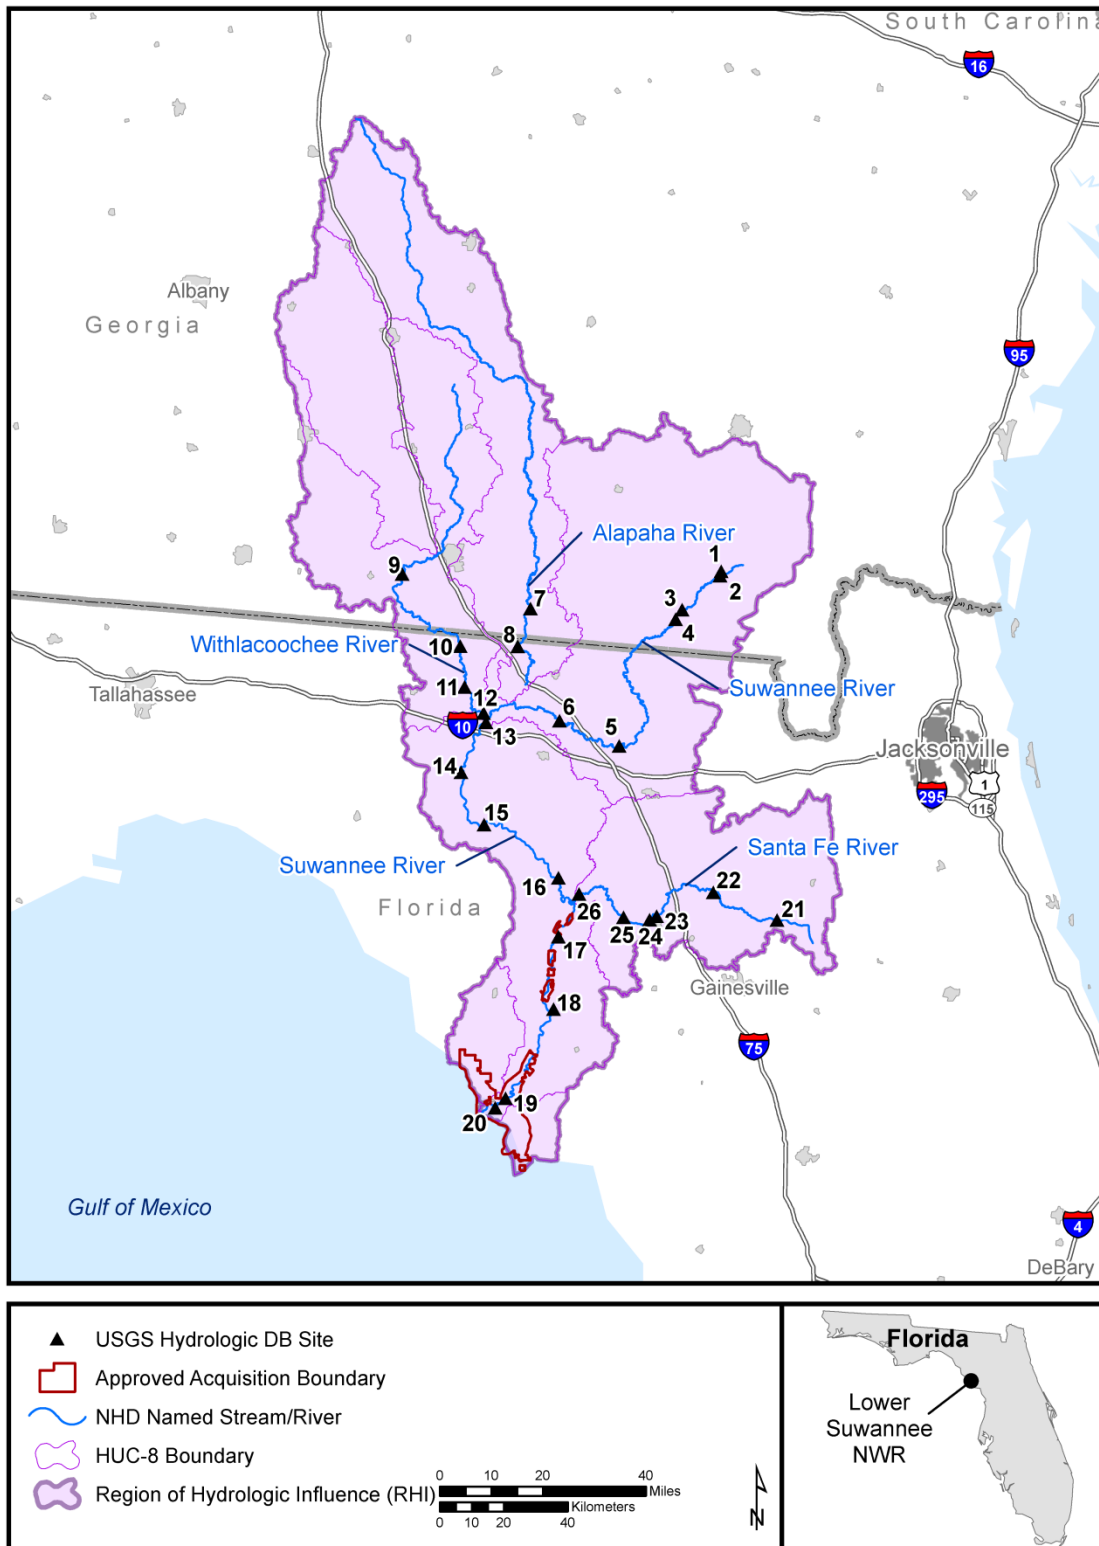 South Carolina
16
Albany
Georgia
95
Alapaha River
1
2
9
3
7
4
8
Withlacoochee River
10
11
Suwannee River
Tallahassee
12
6
10
13
5
Jacksonville
14
1
295
115
15
Suwannee River
Santa Fe River
16
22
Florida
26
23
21
25
24
17
Gainesville
18
75
19
20
Gulf of Mexico
4
DeBary
USGS Hydrologic DB Site
Approved Acquisition Boundary
NHD Named Stream/River
HUC-8 Boundary
Region of Hydrologic Influence (RHI)
0 10 20 40
Miles
Kilometers
0 10 20 40
N
Florida
Lower
Suwannee
NWR